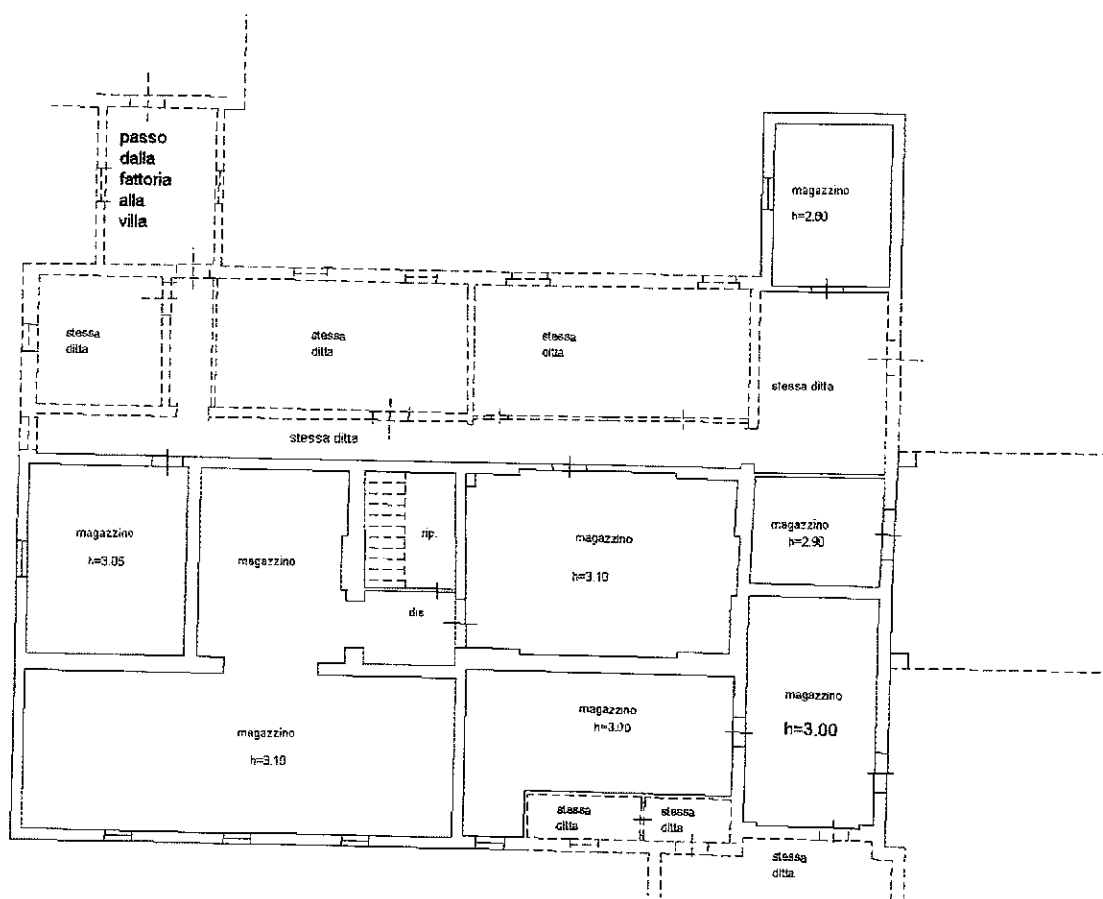 passo
dalla
fattoria
alla
villa
magazzino
h=2.80
stessa
ditta
stessa
ditta
stessa
ditta
stessa ditta
stessa ditta
magazzino
h=3.05
magazzino
rip.
magazzino
h=3.10
magazzino
h=2.90
dis
magazzino
h=3.10
magazzino
h=3.00
magazzino
h=3.00
stessa
ditta
stessa
ditta
stessa
ditta